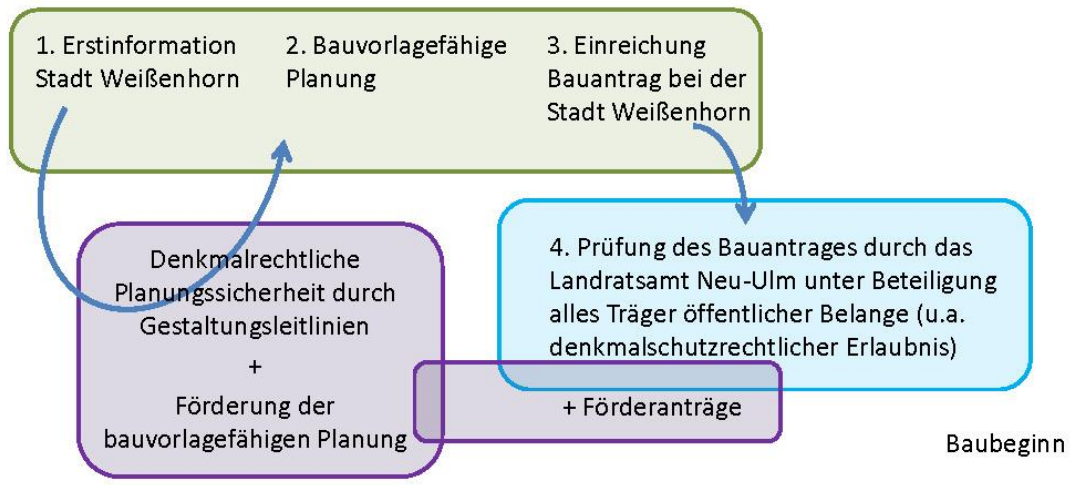 1. Erstinformation
Stadt Weißenhorn
2. Bauvorlagefähige
Planung
3. Einreichung
Bauantrag bei der
Stadt Weißenhorn
Denkmalrechtliche
Planungssicherheit durch
Gestaltungsleitlinien
+
Förderung der
bauvorlagefähigen Planung
4. Prüfung des Bauantrages durch das
Landratsamt Neu-Ulm unter Beteiligung
alles Träger öffentlicher Belange (u.a.
denkmalschutzrechtlicher Erlaubnis)
+ Förderanträge
Baubeginn